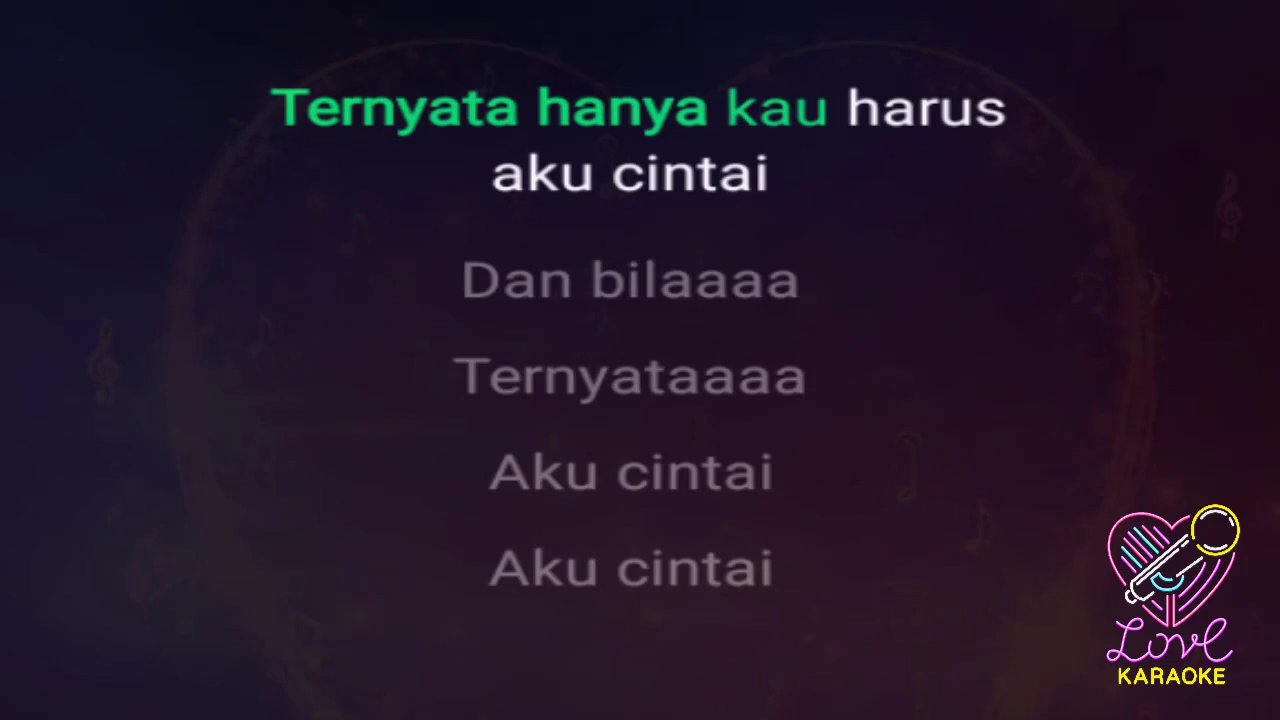 Ternyata hanya kau harus
aku cintai
Dan bilaaaa
Ternyataaaa
Aku cintai
Aku cintai
Love
KARAOKE